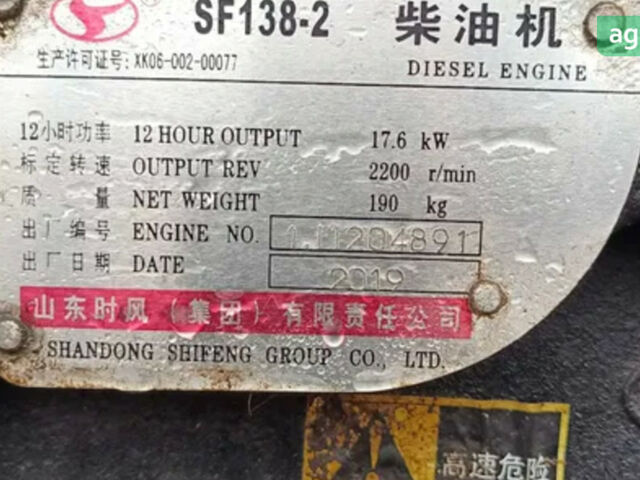 SF138-2 柴油机
ag
生产许可证号: XK06-002-00077
DIESEL ENGINE
12小时功率 12 HOUR OUTPUT 17.6 kW
标定转速 OUTPUT REV 2200 r/min
质 量 NET WEIGHT 190 kg
出厂编号 ENGINE NO. 1J1204891
出厂日期 DATE 2019
山东时风(集团)有限责任公司
SHANDONG SHIFENG GROUP CO., LTD.
高速危险